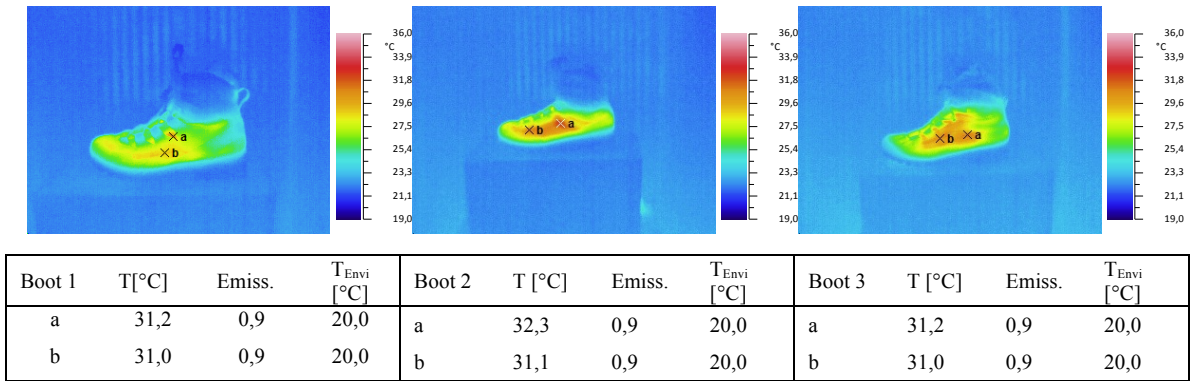 36,0
°C
33,9
31,8
29,6
27,5
25,4
23,3
21,1
19,0
a
b
36,0
°C
33,9
31,8
29,6
27,5
25,4
23,3
21,1
19,0
b a
36,0
°C
33,9
31,8
29,6
27,5
25,4
23,3
21,1
19,0
b a
Boot 1 T[°C] Emiss. TEnvi [°C]
a 31,2 0,9 20,0
b 31,0 0,9 20,0
Boot 2 T [°C] Emiss. TEnvi [°C]
a 32,3 0,9 20,0
b 31,1 0,9 20,0
Boot 3 T [°C] Emiss. TEnvi [°C]
a 31,2 0,9 20,0
b 31,0 0,9 20,0